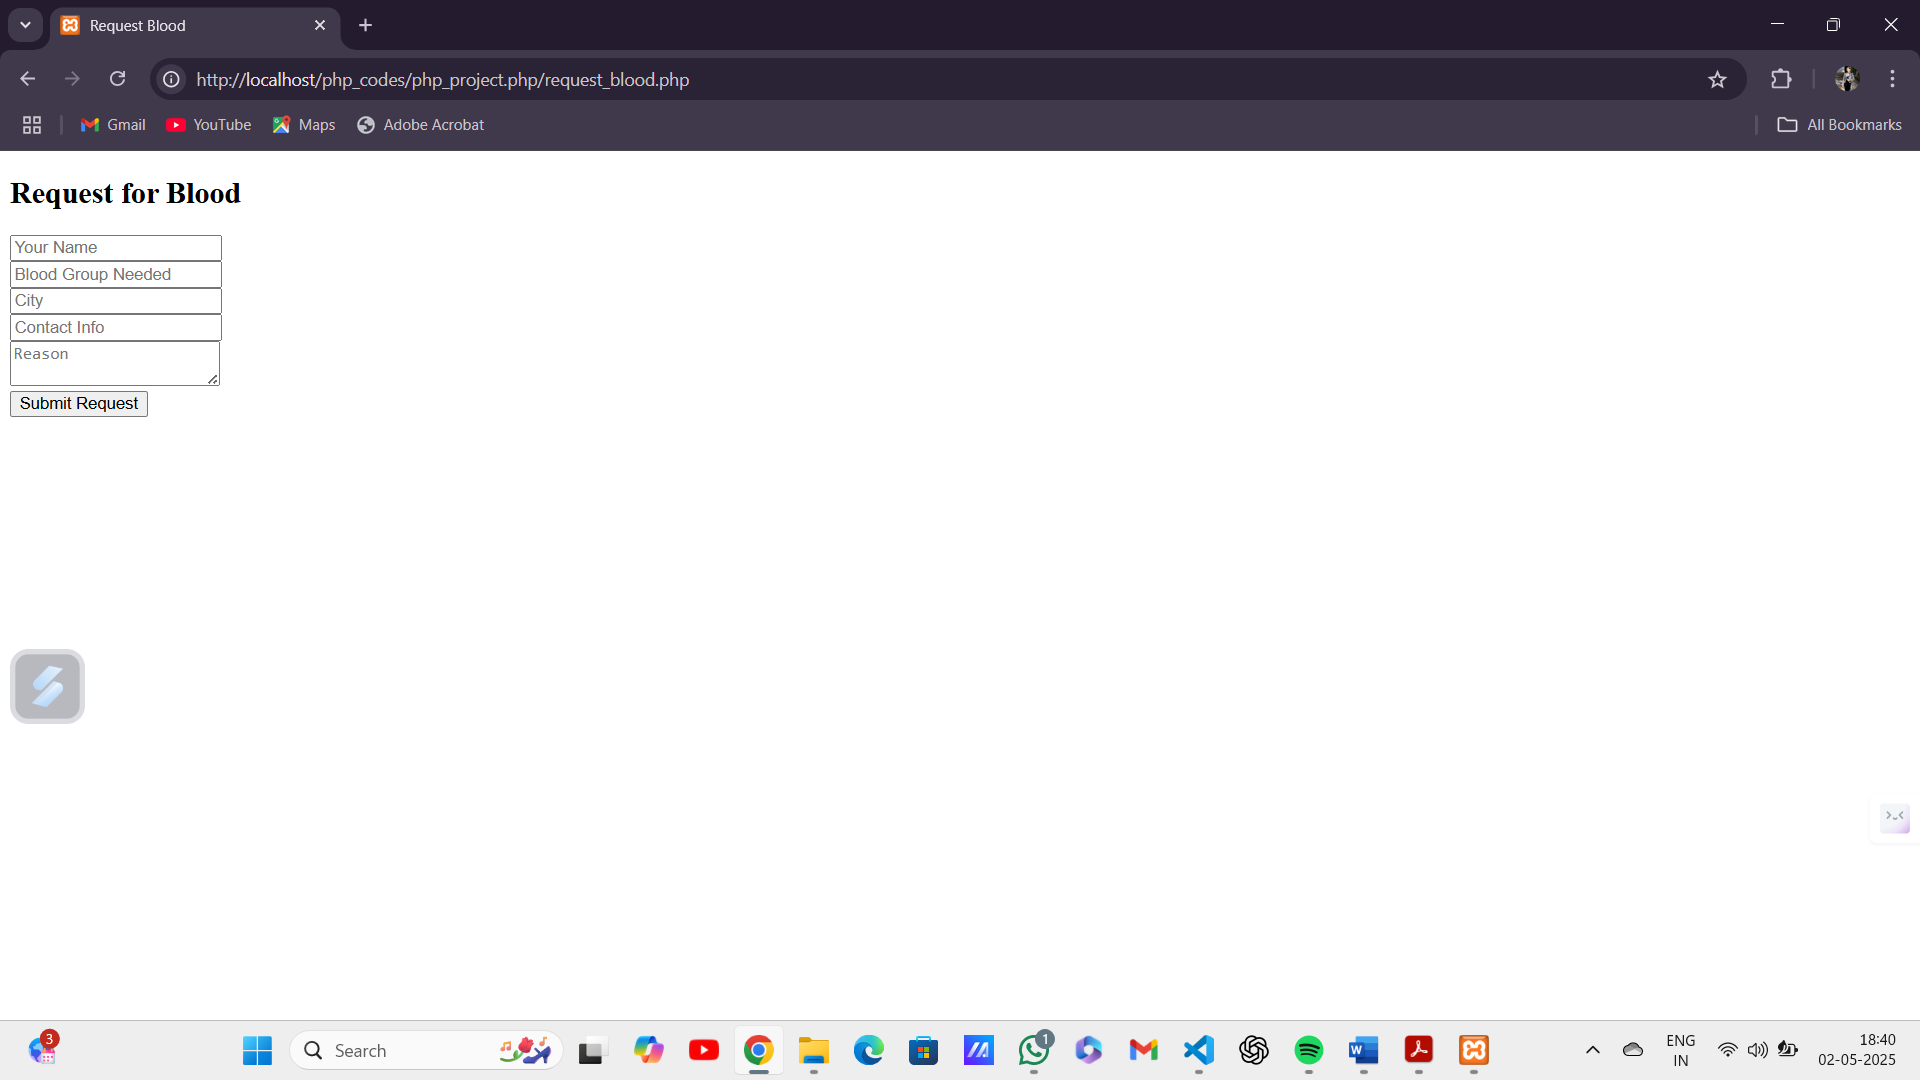 Request Blood
http://localhost/php_codes/php_project.php/request_blood.php
Gmail
YouTube
Maps
Adobe Acrobat
All Bookmarks
Request for Blood
Your Name
Blood Group Needed
City
Contact Info
Reason
Submit Request
3
Search
1
W
ENG
IN
18:40
02-05-2025